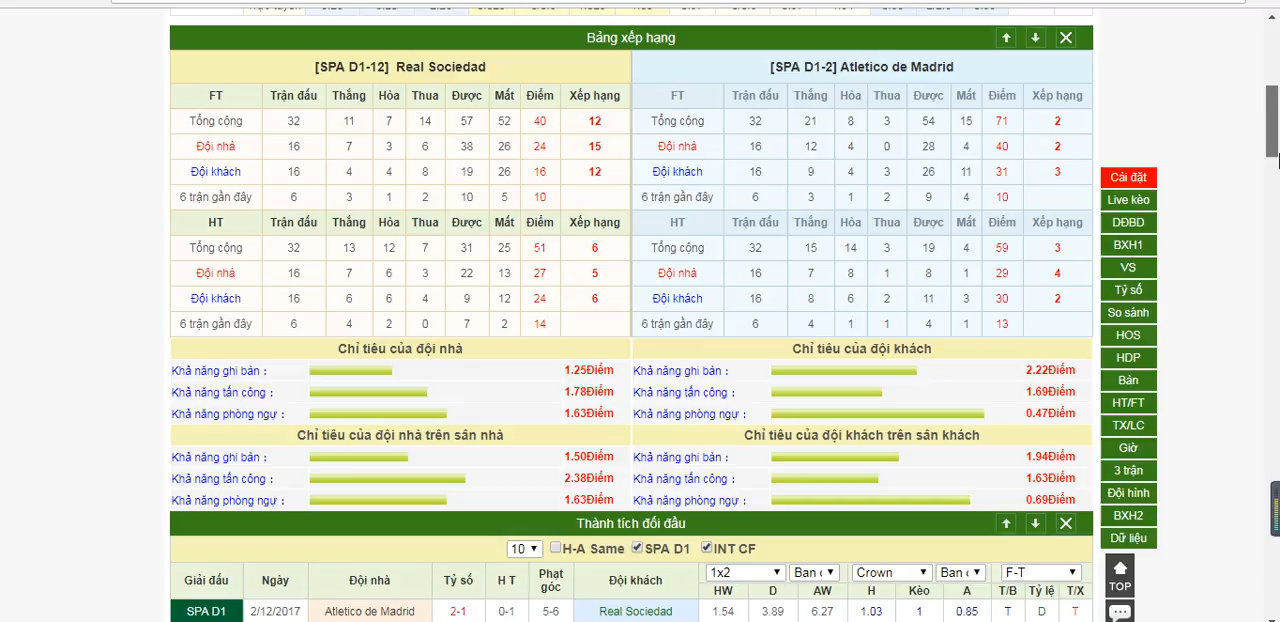 Bảng xếp hạng
[SPA D1-12] Real Sociedad
[SPA D1-2] Atletico de Madrid
FT Trận đấu Thắng Hòa Thua Được Mất Điểm Xếp hạng
FT Trận đấu Thắng Hòa Thua Được Mất Điểm Xếp hạng
Tổng cộng 32 11 7 14 57 52 40 12
Tổng cộng 32 21 8 3 54 15 71 2
Đội nhà 16 7 3 6 38 26 24 15
Đội nhà 16 12 4 0 28 4 40 2
Đội khách 16 4 4 8 19 26 16 12
Đội khách 16 9 4 3 26 11 31 3
6 trận gần đây 6 3 1 2 10 5 10
6 trận gần đây 6 3 1 2 9 4 10
HT Trận đấu Thắng Hòa Thua Được Mất Điểm Xếp hạng
HT Trận đấu Thắng Hòa Thua Được Mất Điểm Xếp hạng
Tổng cộng 32 13 12 7 31 25 51 6
Tổng cộng 32 15 14 3 19 4 59 3
Đội nhà 16 7 6 3 22 13 27 5
Đội nhà 16 7 8 1 8 1 29 4
Đội khách 16 6 6 4 9 12 24 6
Đội khách 16 8 6 2 11 3 30 2
6 trận gần đây 6 4 2 0 7 2 14
6 trận gần đây 6 4 1 1 4 1 13
Chỉ tiêu của đội nhà
Chỉ tiêu của đội khách
Khả năng ghi bàn : 1.25Điểm
Khả năng ghi bàn : 2.22Điểm
Khả năng tấn công : 1.78Điểm
Khả năng tấn công : 1.69Điểm
Khả năng phòng ngự : 1.63Điểm
Khả năng phòng ngự : 0.47Điểm
Chỉ tiêu của đội nhà trên sân nhà
Chỉ tiêu của đội khách trên sân khách
Khả năng ghi bàn : 1.50Điểm
Khả năng ghi bàn : 1.94Điểm
Khả năng tấn công : 2.38Điểm
Khả năng tấn công : 1.63Điểm
Khả năng phòng ngự : 1.63Điểm
Khả năng phòng ngự : 0.69Điểm
Thành tích đối đầu
10 H-A Same SPA D1 INT CF
Giải đấu Ngày Đội nhà Tỷ số H T Phạt góc Đội khách
1x2 Ban c Crown Ban c F-T
HW D AW H Kèo A T/B Tỷ lệ T/X
SPA D1 2/12/2017 Atletico de Madrid 2-1 0-1 5-6 Real Sociedad 1.54 3.89 6.27 1.03 1 0.85 T D T
Cài đặt
Live kèo
DĐBD
BXH1
VS
Tỷ số
So sánh
HOS
HDP
Bàn
HT/FT
TX/LC
Giờ
3 trận
Đội hình
BXH2
Dữ liệu
TOP